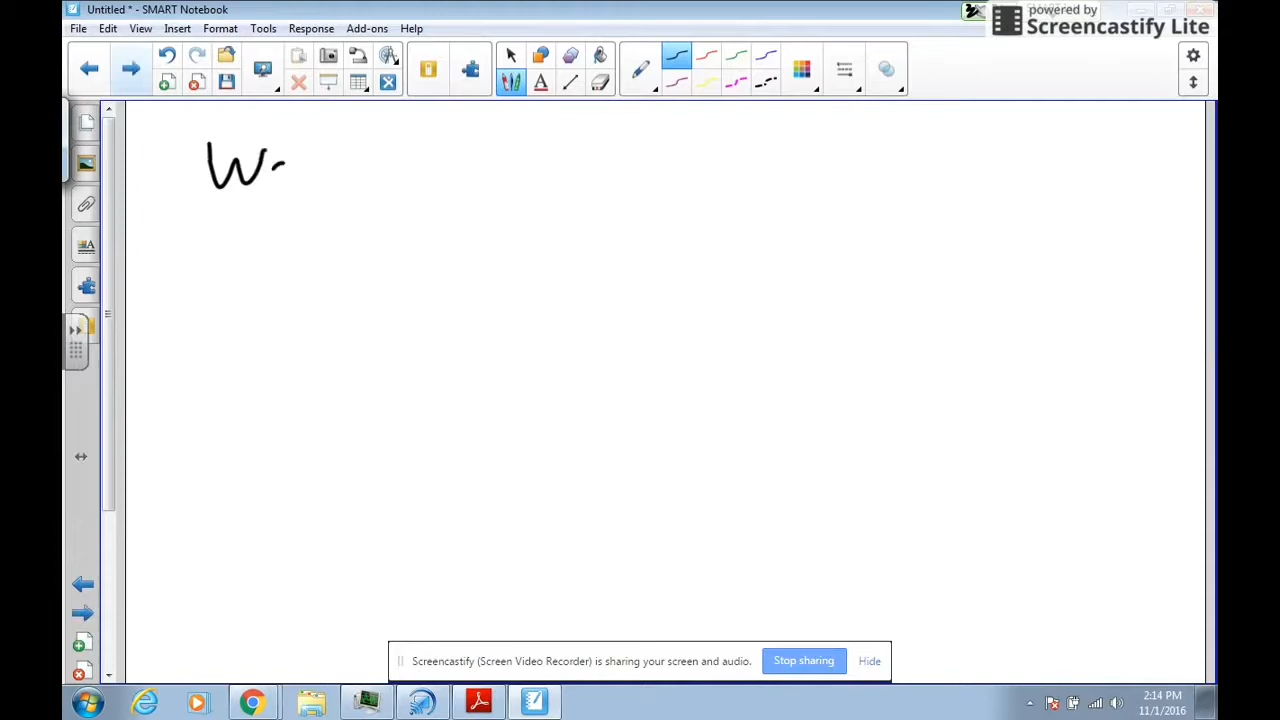 Untitled * - SMART Notebook
powered by
Screencastify Lite
File Edit View Insert Format Tools Response Add-ons Help
W
Screencastify (Screen Video Recorder) is sharing your screen and audio. Stop sharing Hide
2:14 PM
11/1/2016